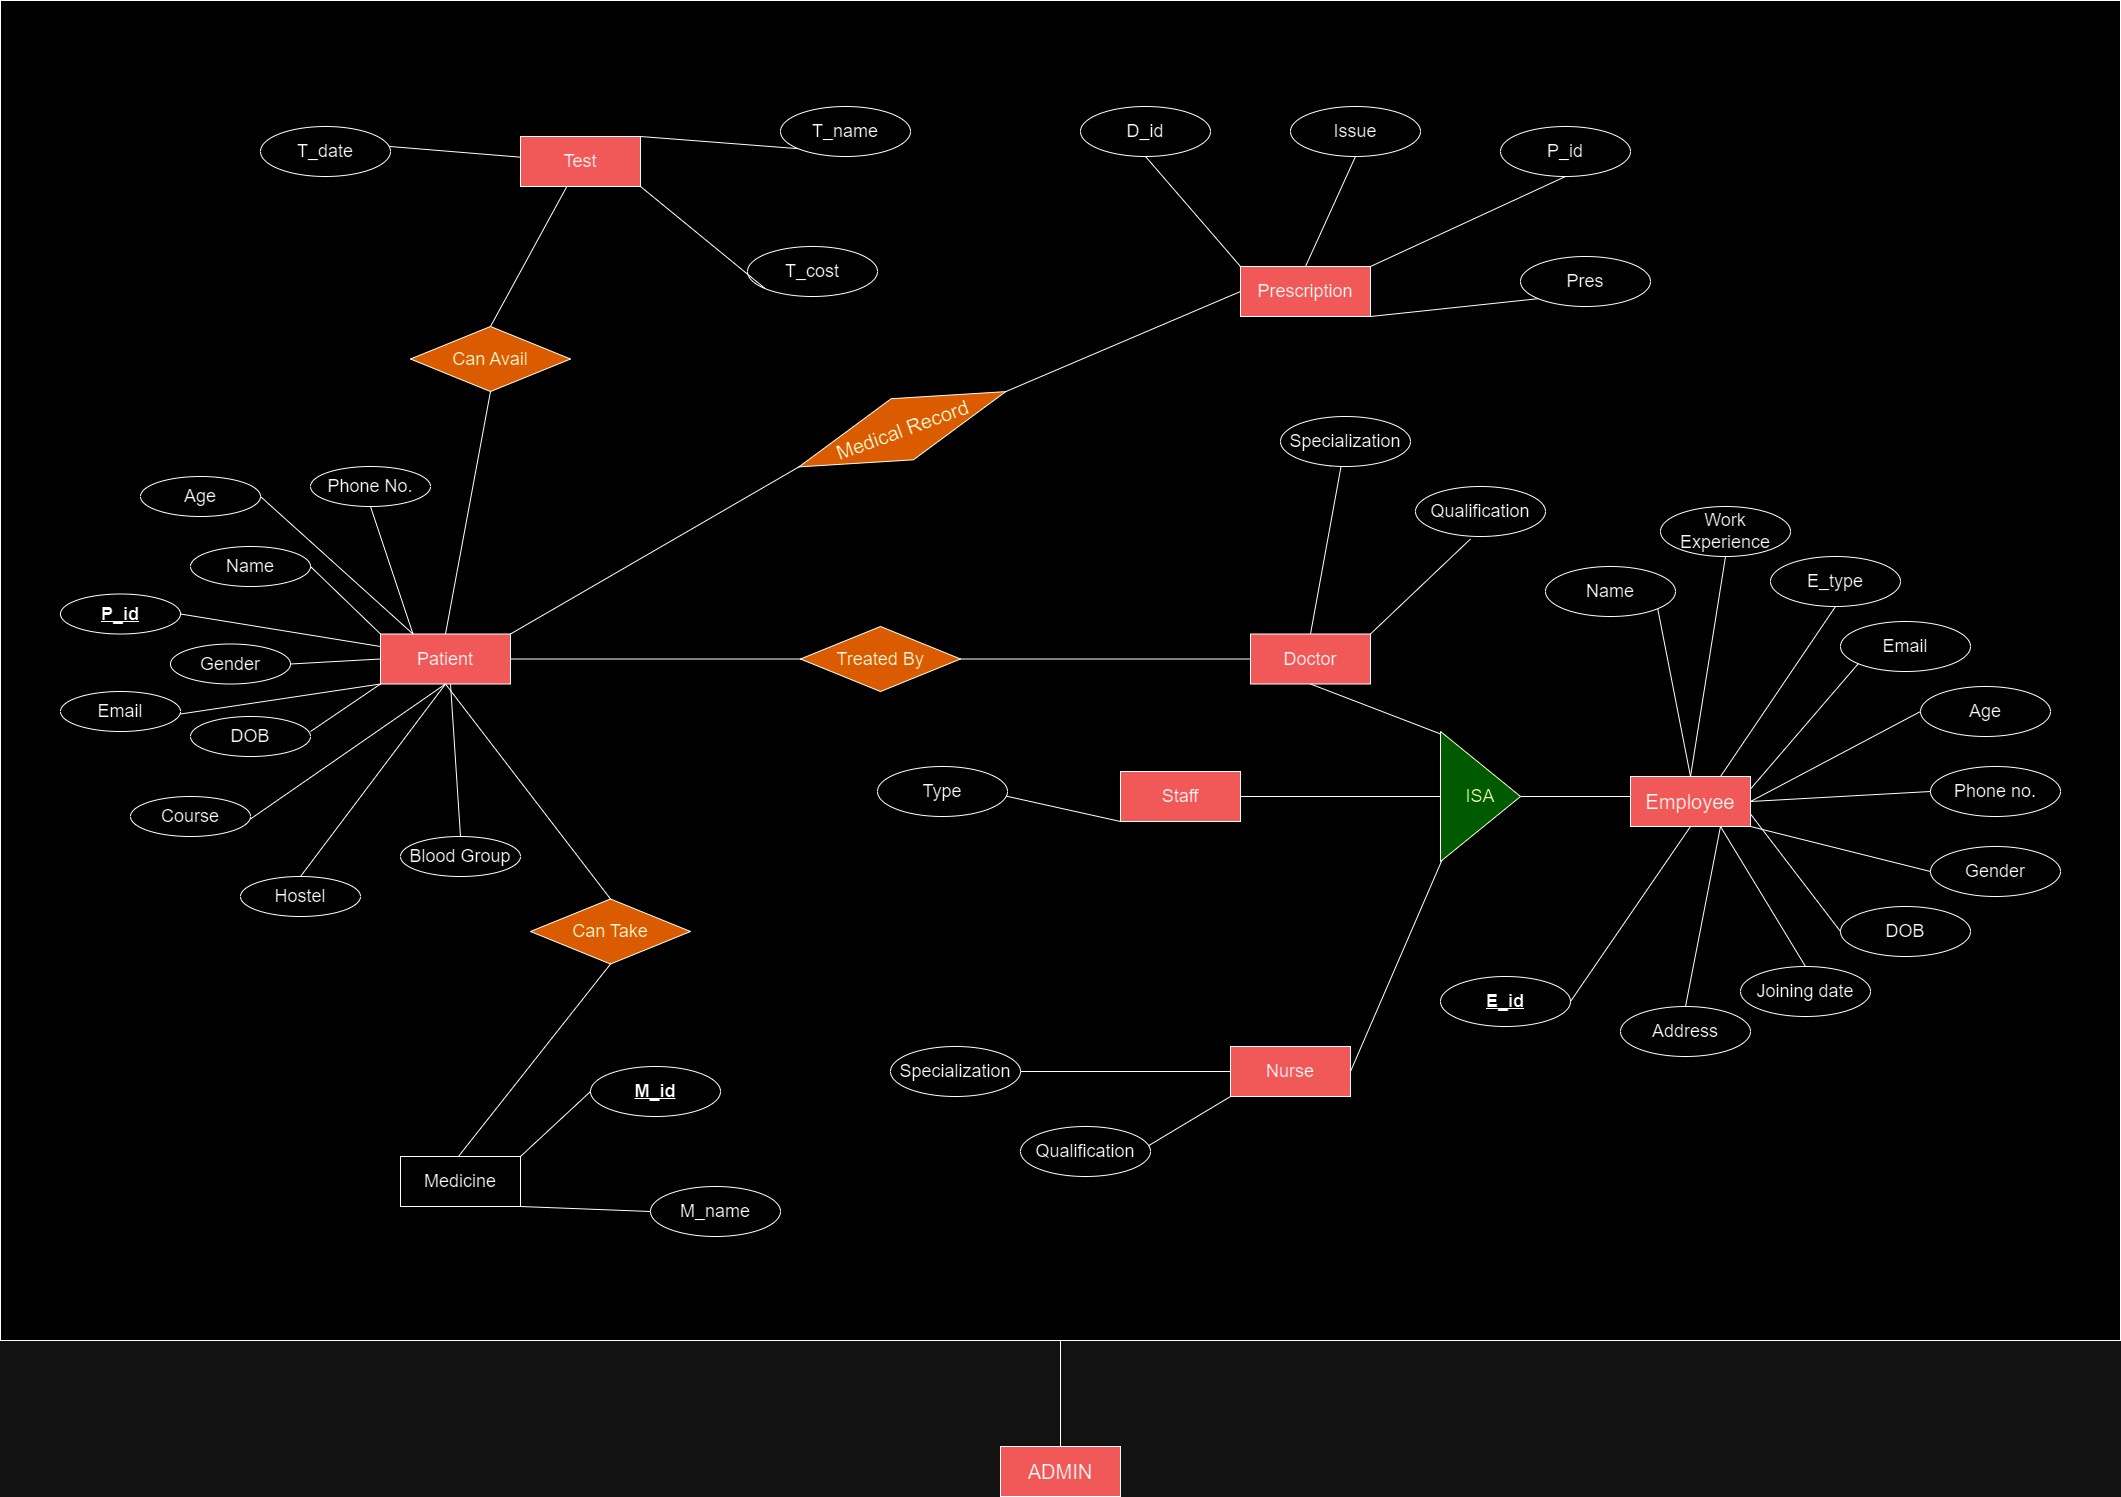 T_name
D_id
Issue
T_date
Test
P_id
T_cost
Prescription
Pres
Can Avail
Medical Record
Specialization
Age
Phone No.
Qualification
Work
Experience
Name
E_type
Name
P_id
Email
Gender
Patient
Treated By
Doctor
Email
Age
DOB
Type
Staff
ISA
Employee
Phone no.
Course
Blood Group
Gender
Hostel
Can Take
DOB
Joining date
E_id
Address
Specialization
Nurse
M_id
Qualification
Medicine
M_name
ADMIN